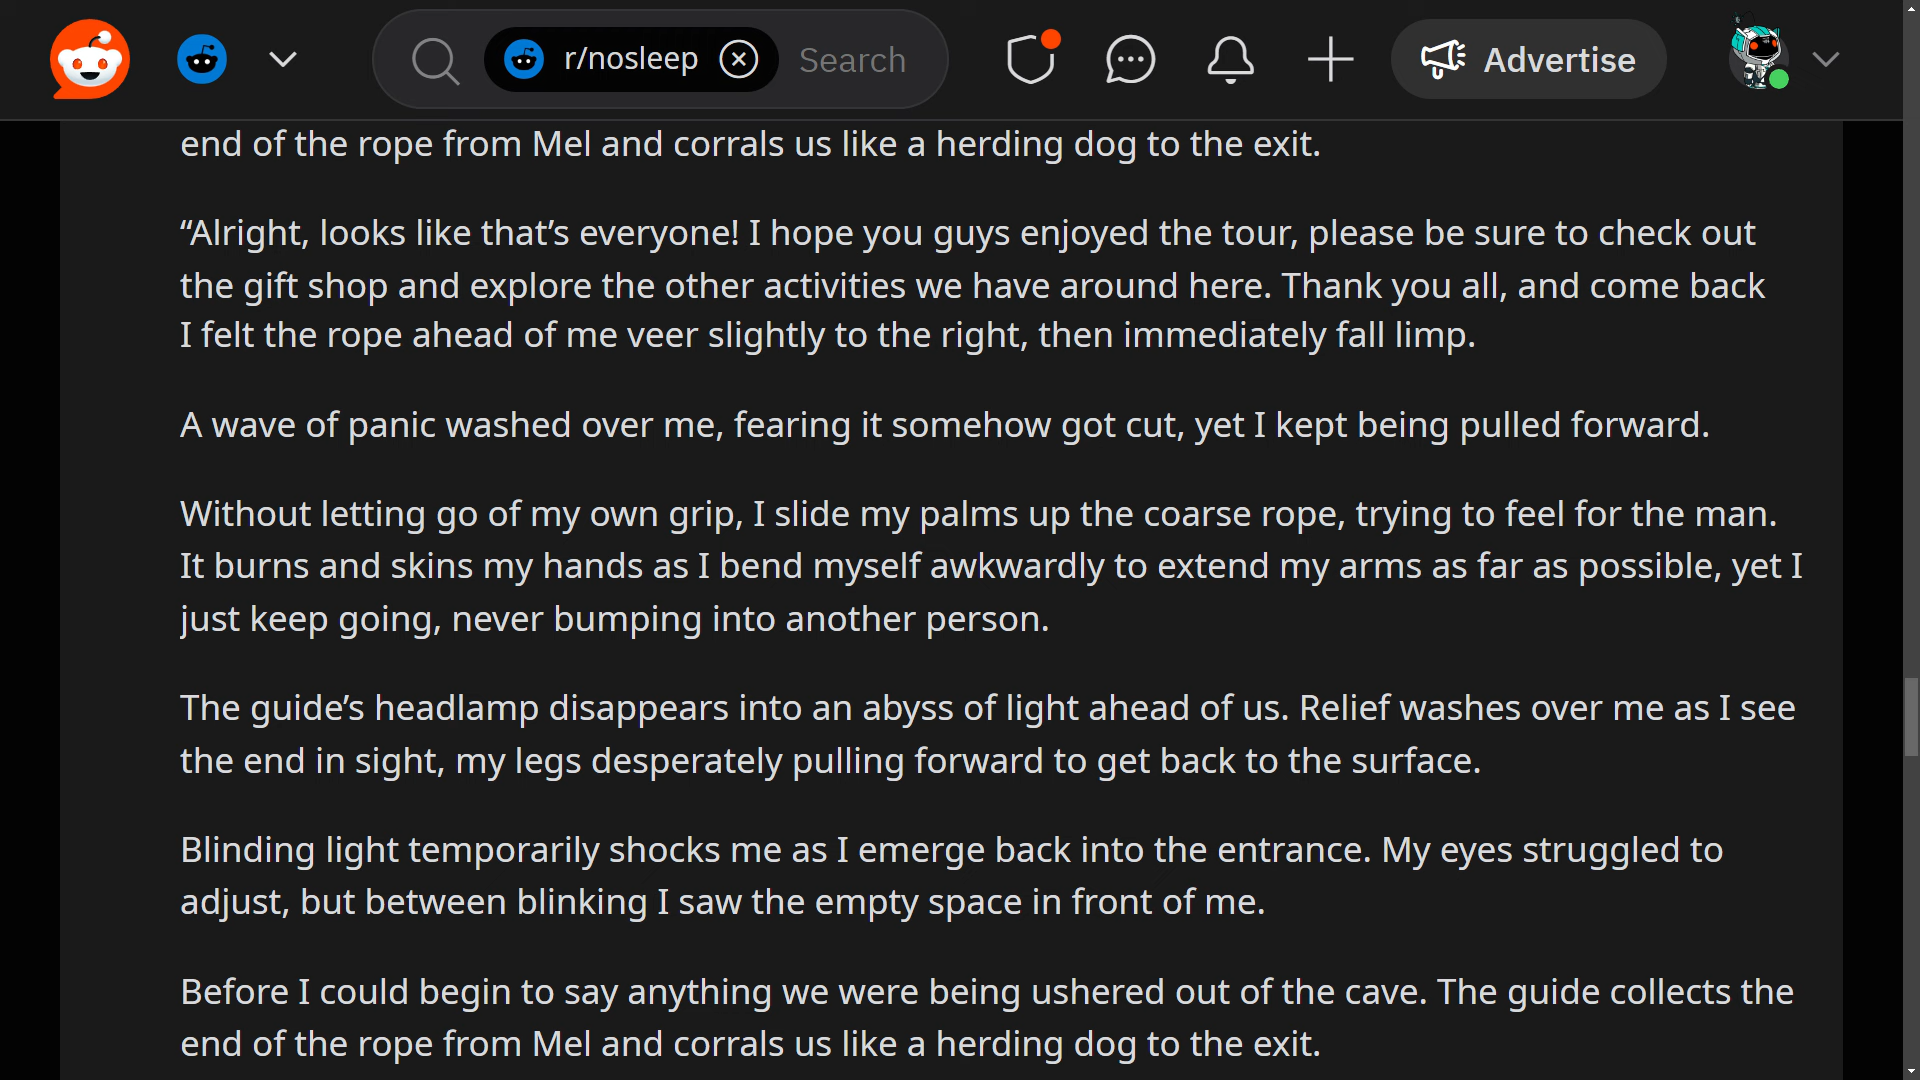 r/nosleep
Search
Advertise
end of the rope from Mel and corrals us like a herding dog to the exit.
“Alright, looks like that’s everyone! I hope you guys enjoyed the tour, please be sure to check out
the gift shop and explore the other activities we have around here. Thank you all, and come back
I felt the rope ahead of me veer slightly to the right, then immediately fall limp.
A wave of panic washed over me, fearing it somehow got cut, yet I kept being pulled forward.
Without letting go of my own grip, I slide my palms up the coarse rope, trying to feel for the man.
It burns and skins my hands as I bend myself awkwardly to extend my arms as far as possible, yet I
just keep going, never bumping into another person.
The guide’s headlamp disappears into an abyss of light ahead of us. Relief washes over me as I see
the end in sight, my legs desperately pulling forward to get back to the surface.
Blinding light temporarily shocks me as I emerge back into the entrance. My eyes struggled to
adjust, but between blinking I saw the empty space in front of me.
Before I could begin to say anything we were being ushered out of the cave. The guide collects the
end of the rope from Mel and corrals us like a herding dog to the exit.